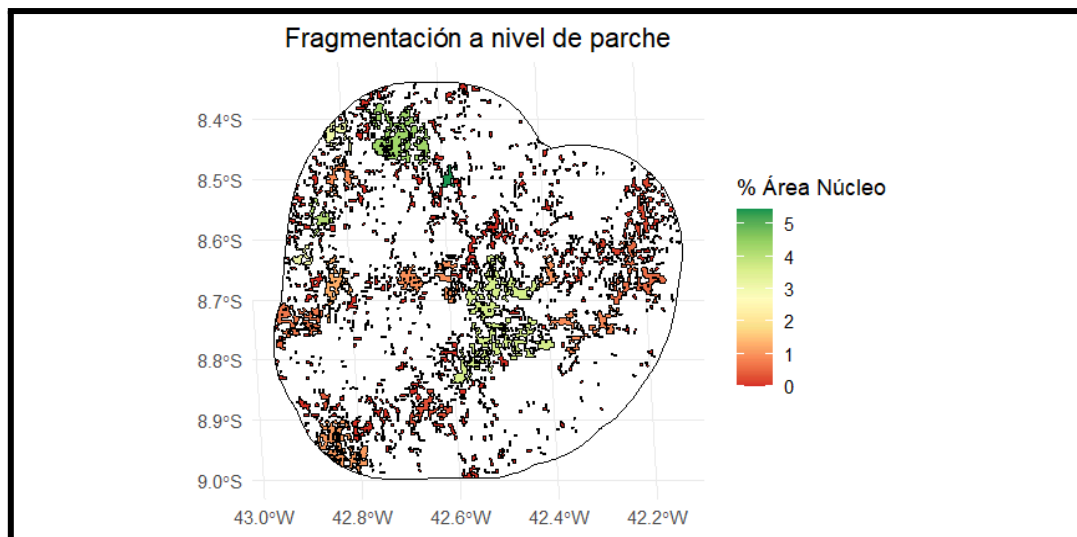 Fragmentación a nivel de parche
8.4°S
8.5°S
8.6°S
8.7°S
8.8°S
8.9°S
9.0°S
43.0°W 42.8°W 42.6°W 42.4°W 42.2°W
% Área Núcleo
5
4
3
2
1
0